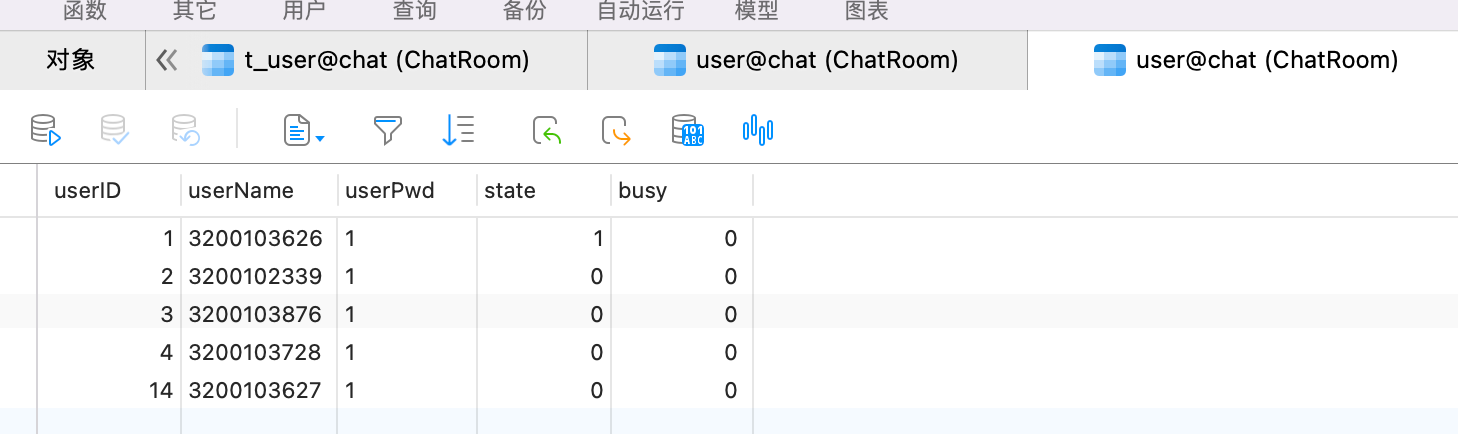 函数 其它 用户 查询 备份 自动运行 模型 图表
对象 t_user@chat (ChatRoom) user@chat (ChatRoom) user@chat (ChatRoom)
101
ABC
userID userName userPwd state busy
1 3200103626 1 1 0
2 3200102339 1 0 0
3 3200103876 1 0 0
4 3200103728 1 0 0
14 3200103627 1 0 0